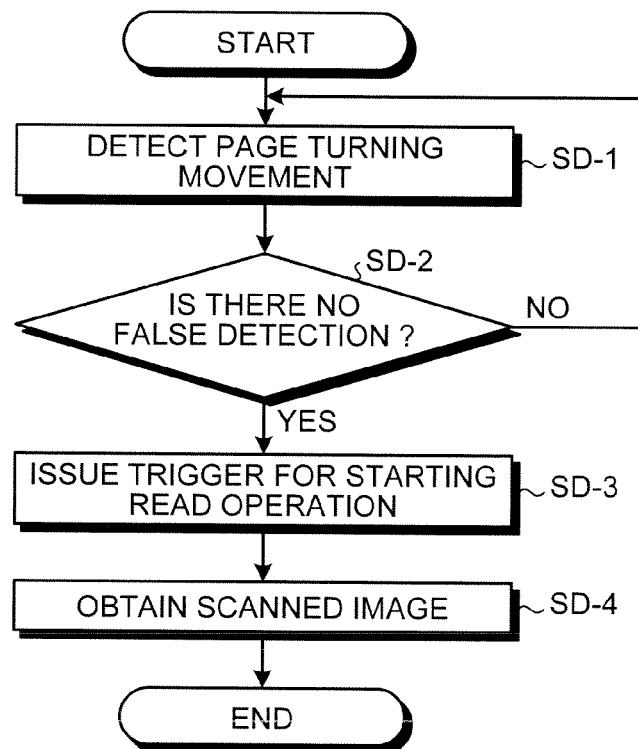 START
DETECT PAGE TURNING
MOVEMENT
SD-1
SD-2
IS THERE NO
FALSE DETECTION ?
NO
YES
ISSUE TRIGGER FOR STARTING
READ OPERATION
SD-3
OBTAIN SCANNED IMAGE
SD-4
END